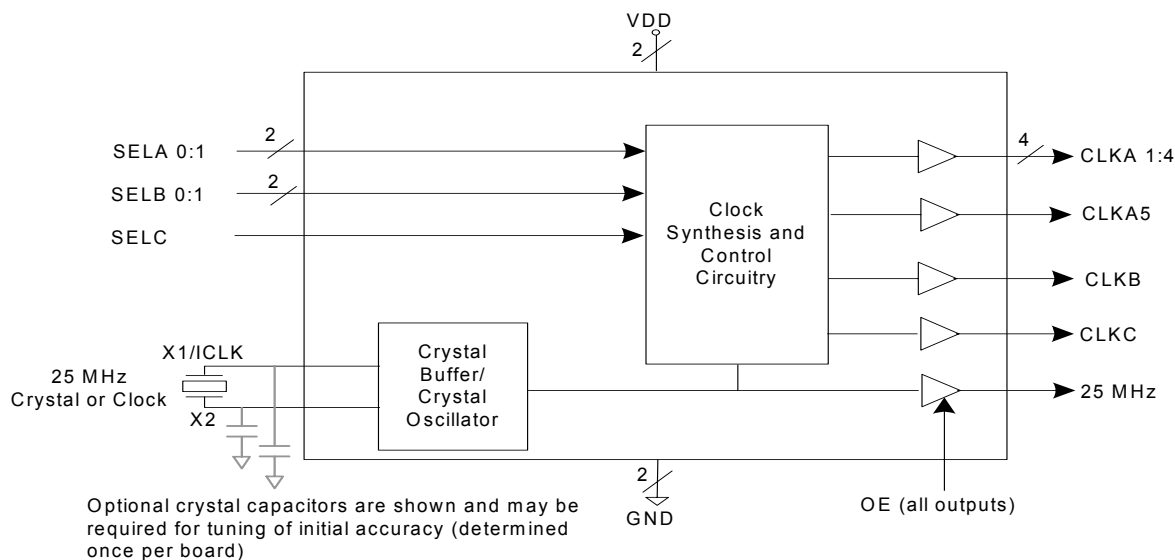 VDD
2
SELA 0:1
2
SELB 0:1
2
SELC
Clock
Synthesis and
Control
Circuitry
4
CLKA 1:4
CLKA5
CLKB
CLKC
25 MHz
X1/ICLK
25 MHz
Crystal or Clock
X2
Crystal
Buffer/
Crystal
Oscillator
2
GND
OE (all outputs)
Optional crystal capacitors are shown and may be
required for tuning of initial accuracy (determined
once per board)